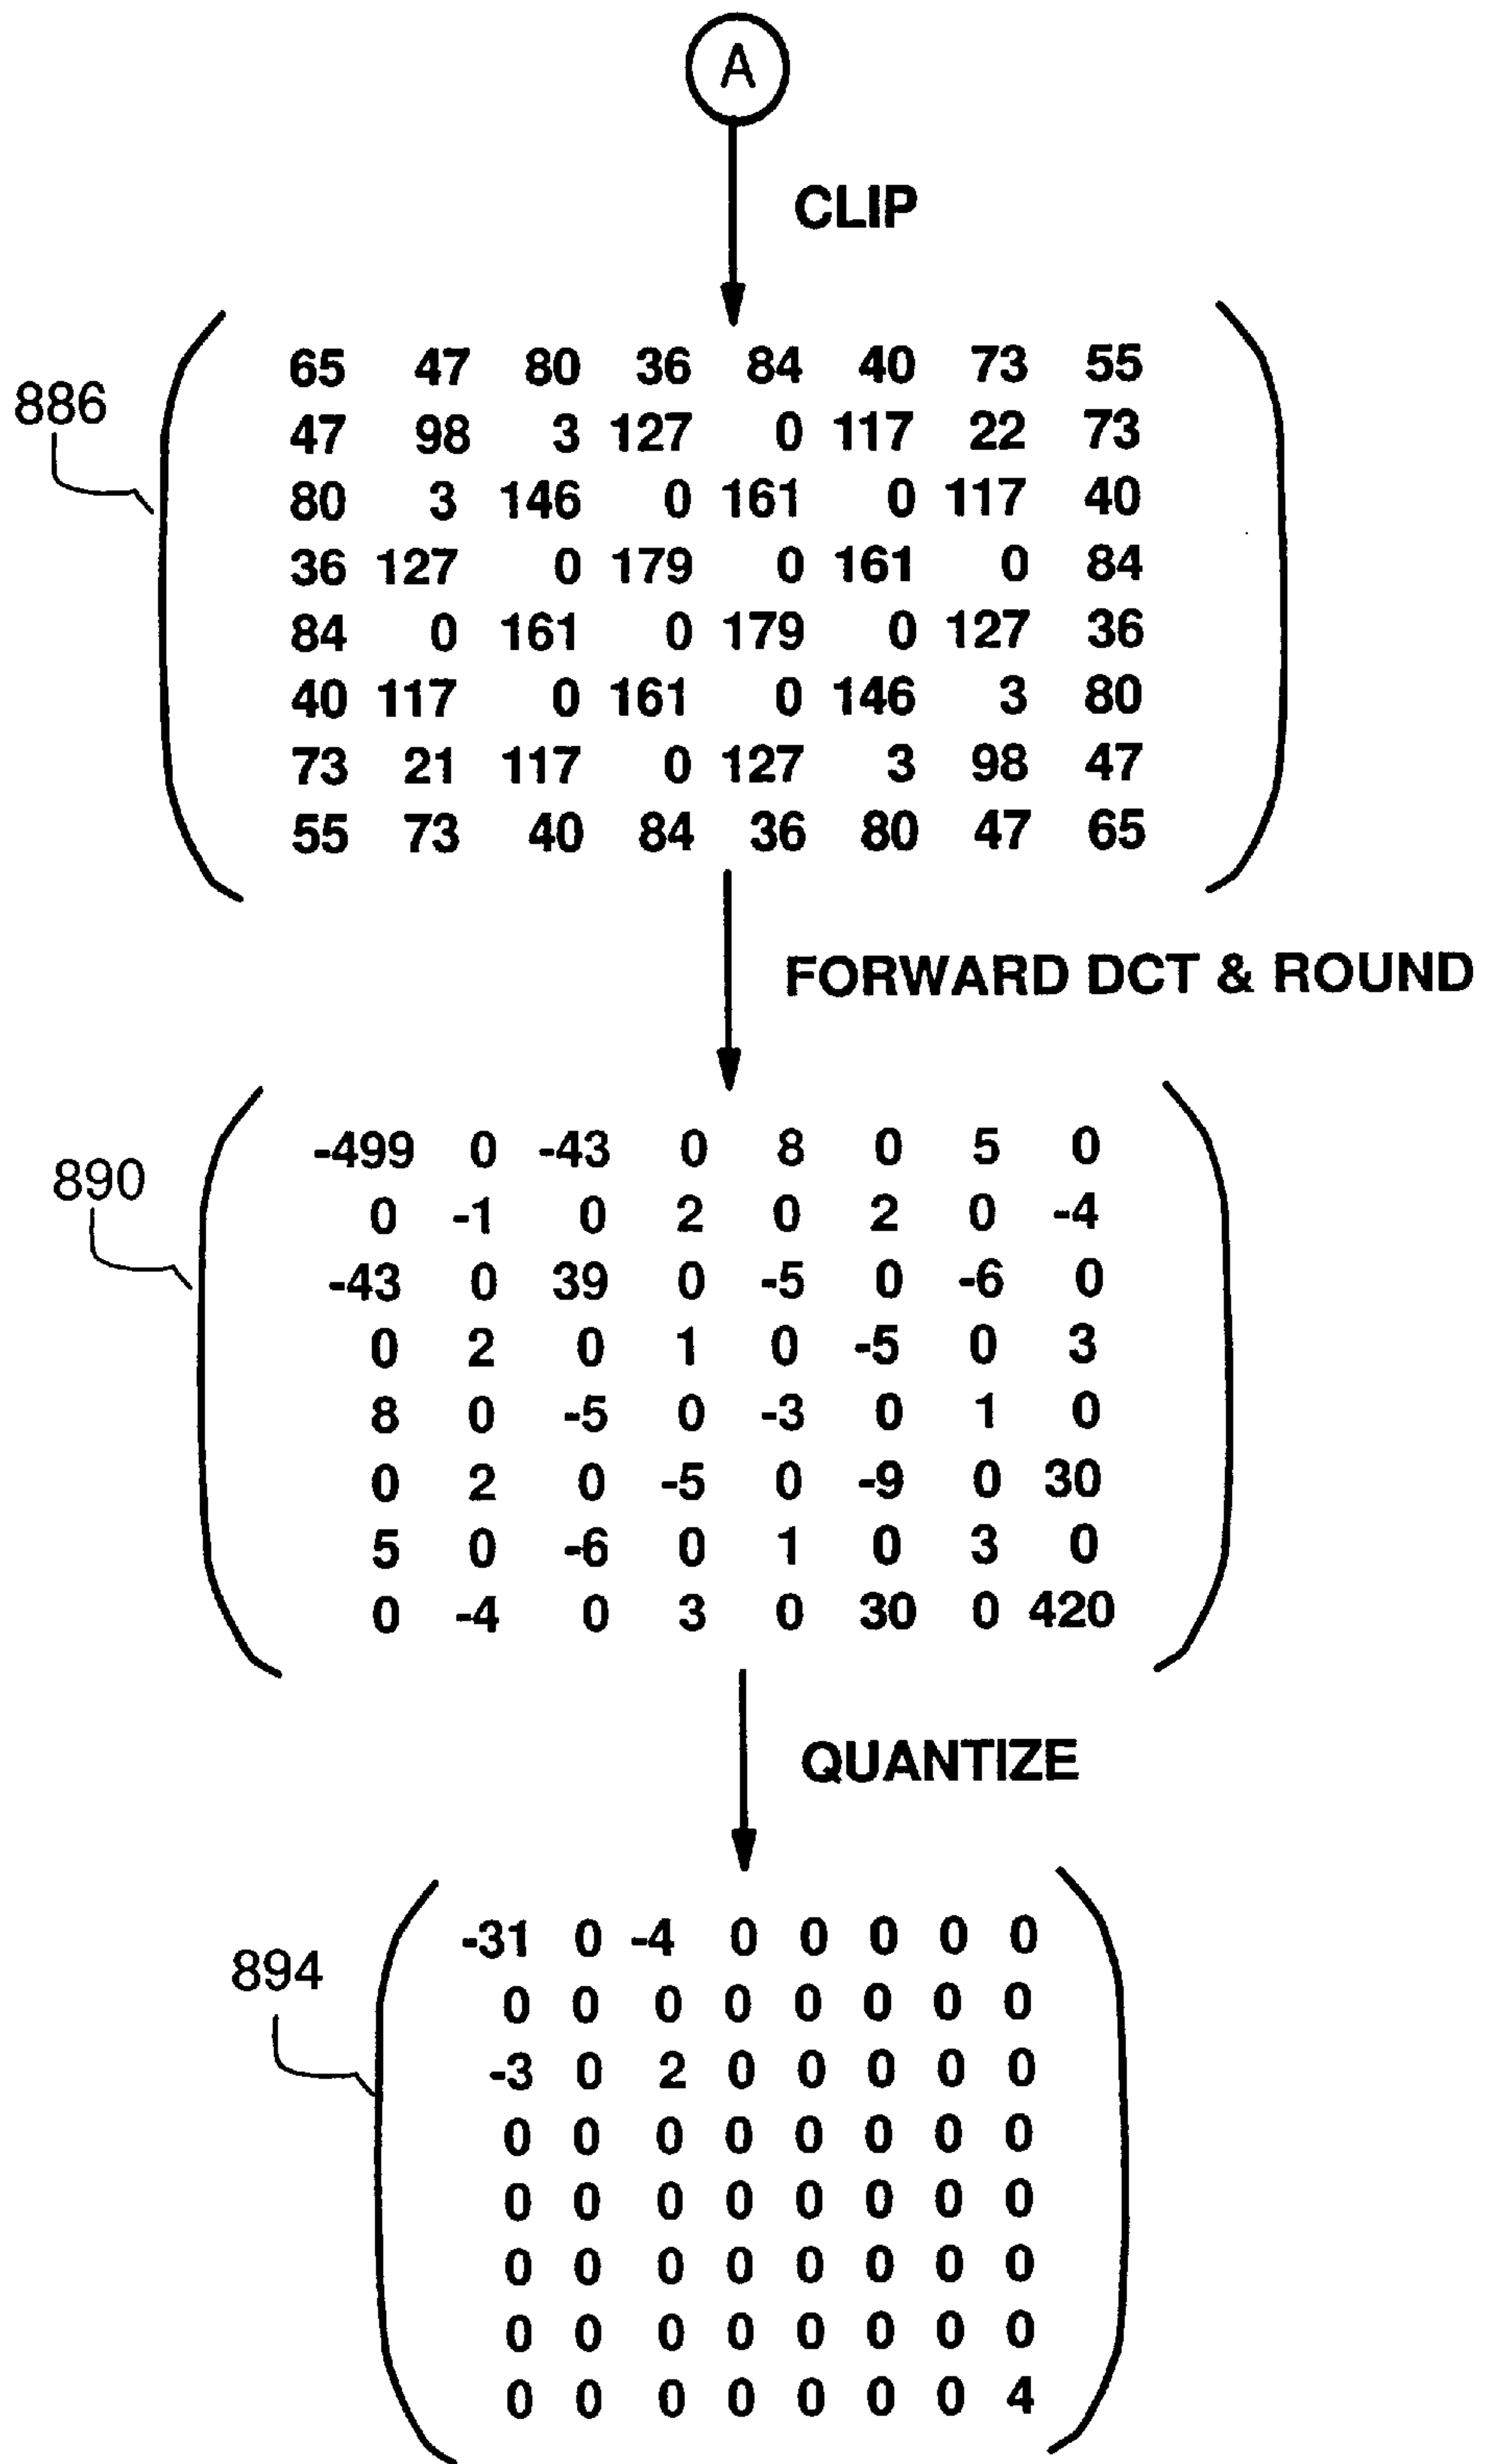 A
CLIP
886
65 47 80 36 84 40 73 55
47 98 3 127 0 117 22 73
80 3 146 0 161 0 117 40
36 127 0 179 0 161 0 84
84 0 161 0 179 0 127 36
40 117 0 161 0 146 3 80
73 21 117 0 127 3 98 47
55 73 40 84 36 80 47 65
FORWARD DCT & ROUND
890
-499 0 -43 0 8 0 5 0
0 -1 0 2 0 2 0 -4
-43 0 39 0 -5 0 -6 0
0 2 0 1 0 -5 0 3
8 0 -5 0 -3 0 1 0
0 2 0 -5 0 -9 0 30
5 0 -6 0 1 0 3 0
0 -4 0 3 0 30 0 420
QUANTIZE
894
-31 0 -4 0 0 0 0 0
0 0 0 0 0 0 0 0
-3 0 2 0 0 0 0 0
0 0 0 0 0 0 0 0
0 0 0 0 0 0 0 0
0 0 0 0 0 0 0 0
0 0 0 0 0 0 0 0
0 0 0 0 0 0 0 4